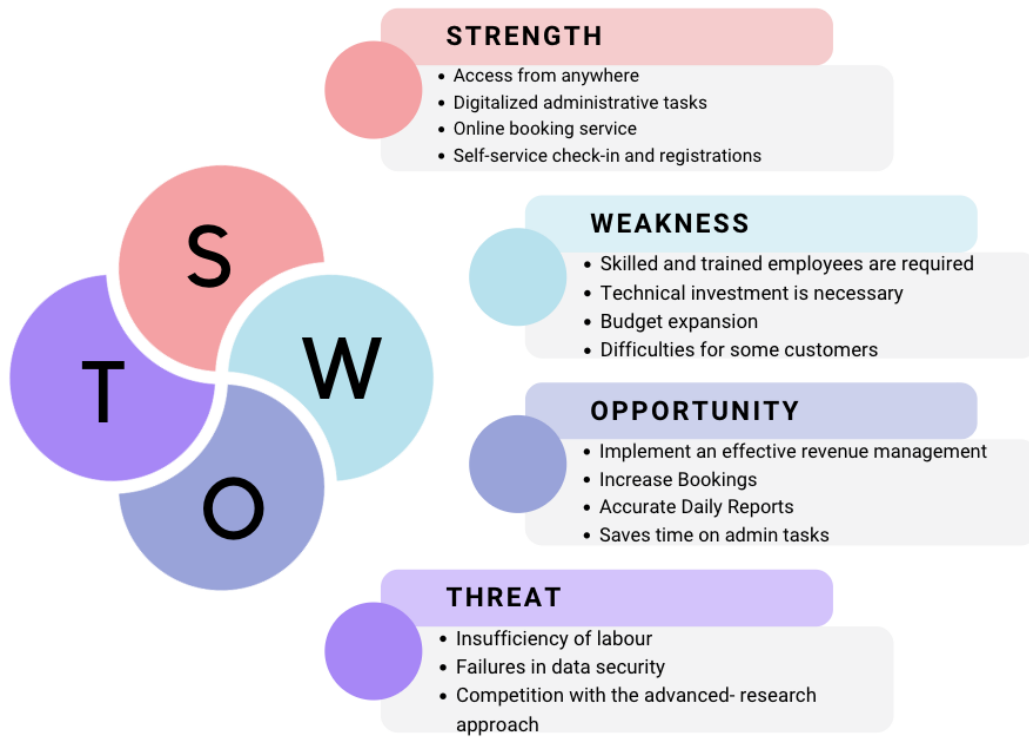 STRENGTH
• Access from anywhere
• Digitalized administrative tasks
• Online booking service
• Self-service check-in and registrations
S
W
T
O
WEAKNESS
• Skilled and trained employees are required
• Technical investment is necessary
• Budget expansion
• Difficulties for some customers
OPPORTUNITY
• Implement an effective revenue management
• Increase Bookings
• Accurate Daily Reports
• Saves time on admin tasks
THREAT
• Insufficiency of labour
• Failures in data security
• Competition with the advanced- research
approach